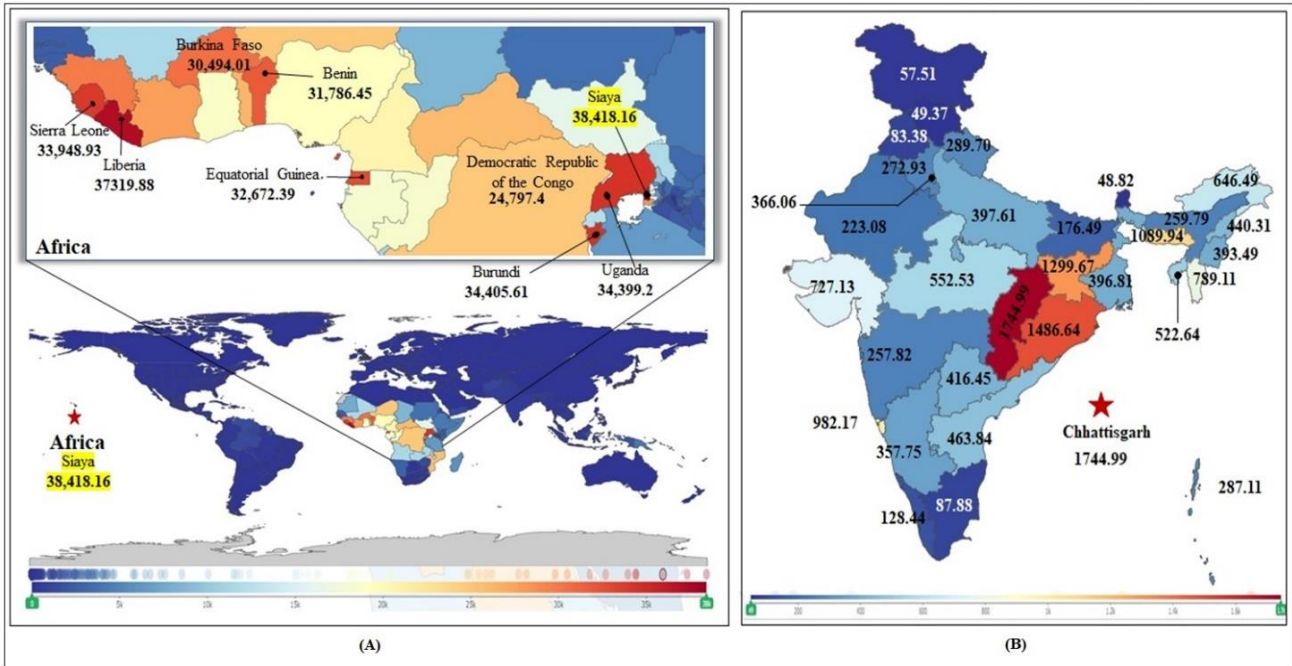 Burkina Faso
30,494.01
Benin
31,786.45
Siaya
38,418.16
Sierra Leone
33,948.93
Liberia
37319.88
Equatorial Guinea.
32,672.39
Democratic Republic
of the Congo
24,797.4
Africa
Burundi
34,405.61
Uganda
34,399.2
Africa
Siaya
38,418.16
0
5k
10k
15k
20k
25k
30k
35k
(A)
57.51
49.37
83.38
289.70
272.93
366.06
48.82
646.49
223.08
397.61
176.49
259.79
440.31
1089.94
393.49
727.13
552.53
1299.67
396.81
789.11
1744.99
1486.64
522.64
257.82
416.45
982.17
357.75
463.84
Chhattisgarh
1744.99
287.11
128.44
87.88
200
400
600
800
1k
1.2k
1.4k
1.6k
(B)